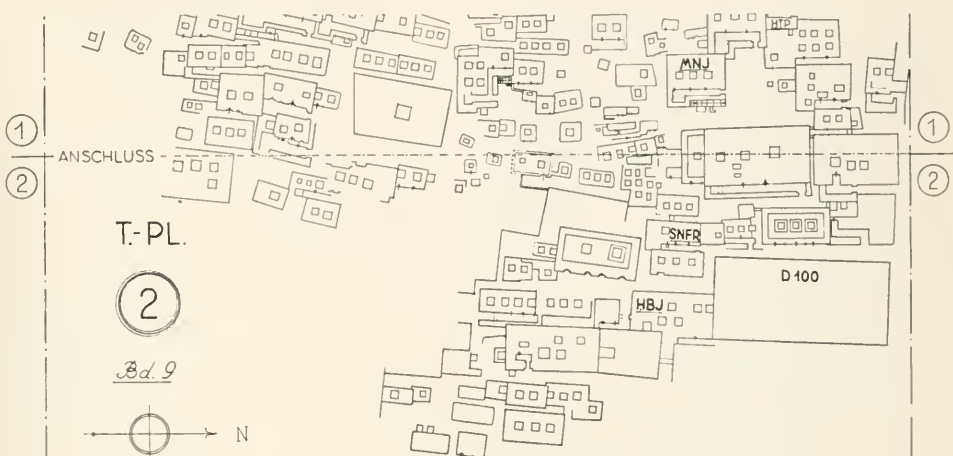 HTP
MNJ
1
1
ANSCHLUSS
2
2
T.-PL.
SNFR
D 100
2
HBJ
Bd. 9
N